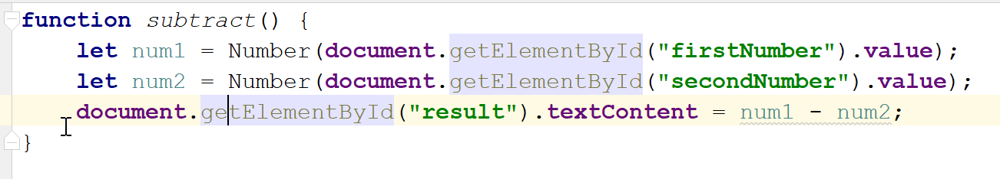 function subtract() {
    let num1 = Number(document.getElementById("firstNumber").value);
    let num2 = Number(document.getElementById("secondNumber").value);
    document.getElementById("result").textContent = num1 - num2;
}